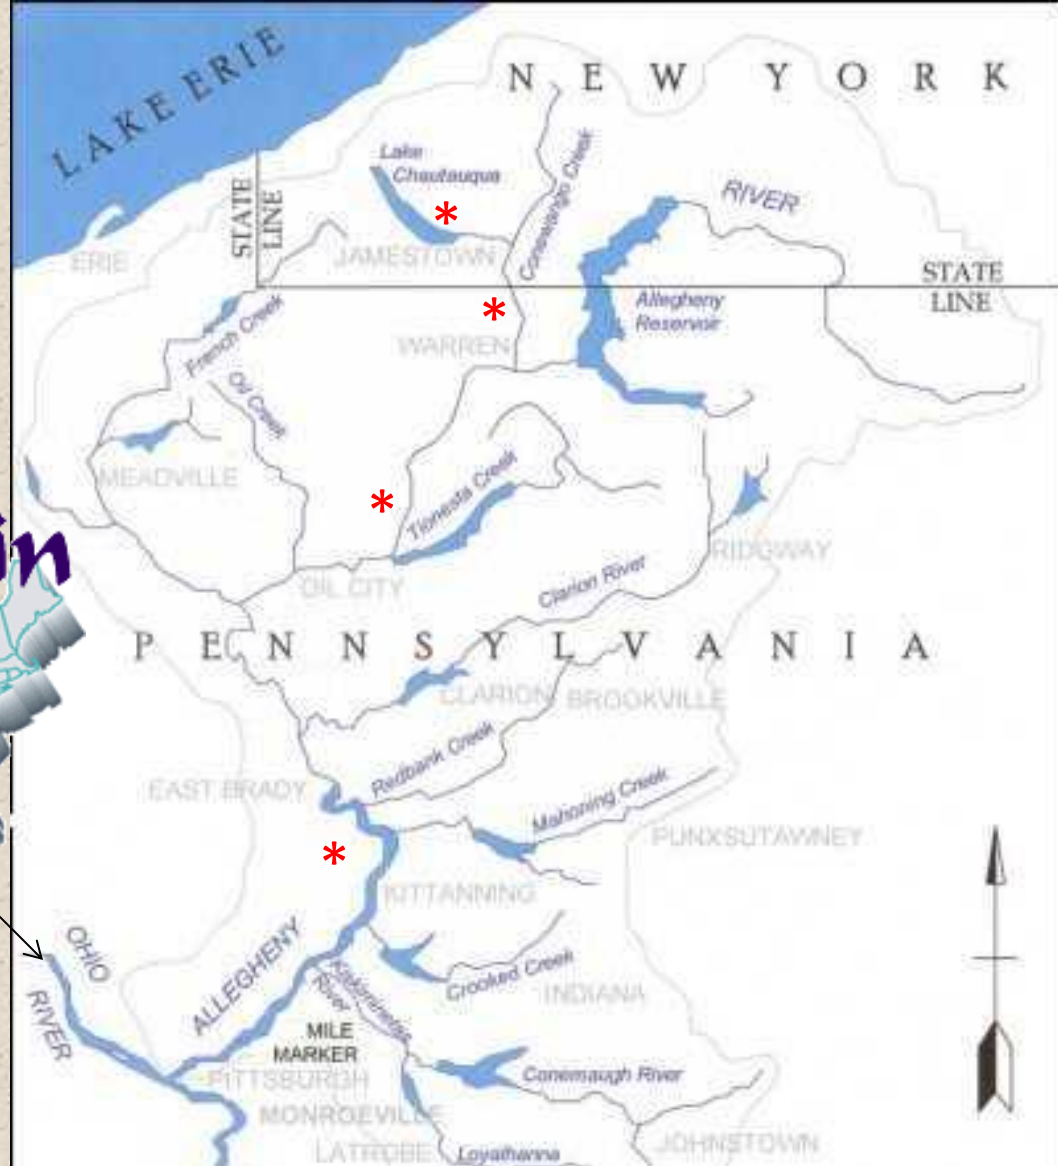 LAKE ERIE
NEW YORK
Lake
Chautauqua
*
Conewango Creek
RIVER
STATE
LINE
ERIE
JAMESTOWN
STATE
LINE
*
Allegheny
Reservoir
French Creek
WARREN
Oil Creek
MEADVILLE
*
Tionesta Creek
in
RIDGWAY
OIL CITY
Clarion River
PENNSYLVANIA
CLARION
BROOKVILLE
Redbank Creek
EAST BRADY
Mahoning Creek
PUNXSUTAWNEY
*
KITTANNING
OHIO
RIVER
ALLEGHENY
Crooked Creek
INDIANA
Kiskiminetas
River
MILE
MARKER
PITTSBURGH
Conemaugh River
MONROEVILLE
LATROBE
Loyalhanna
JOHNSTOWN